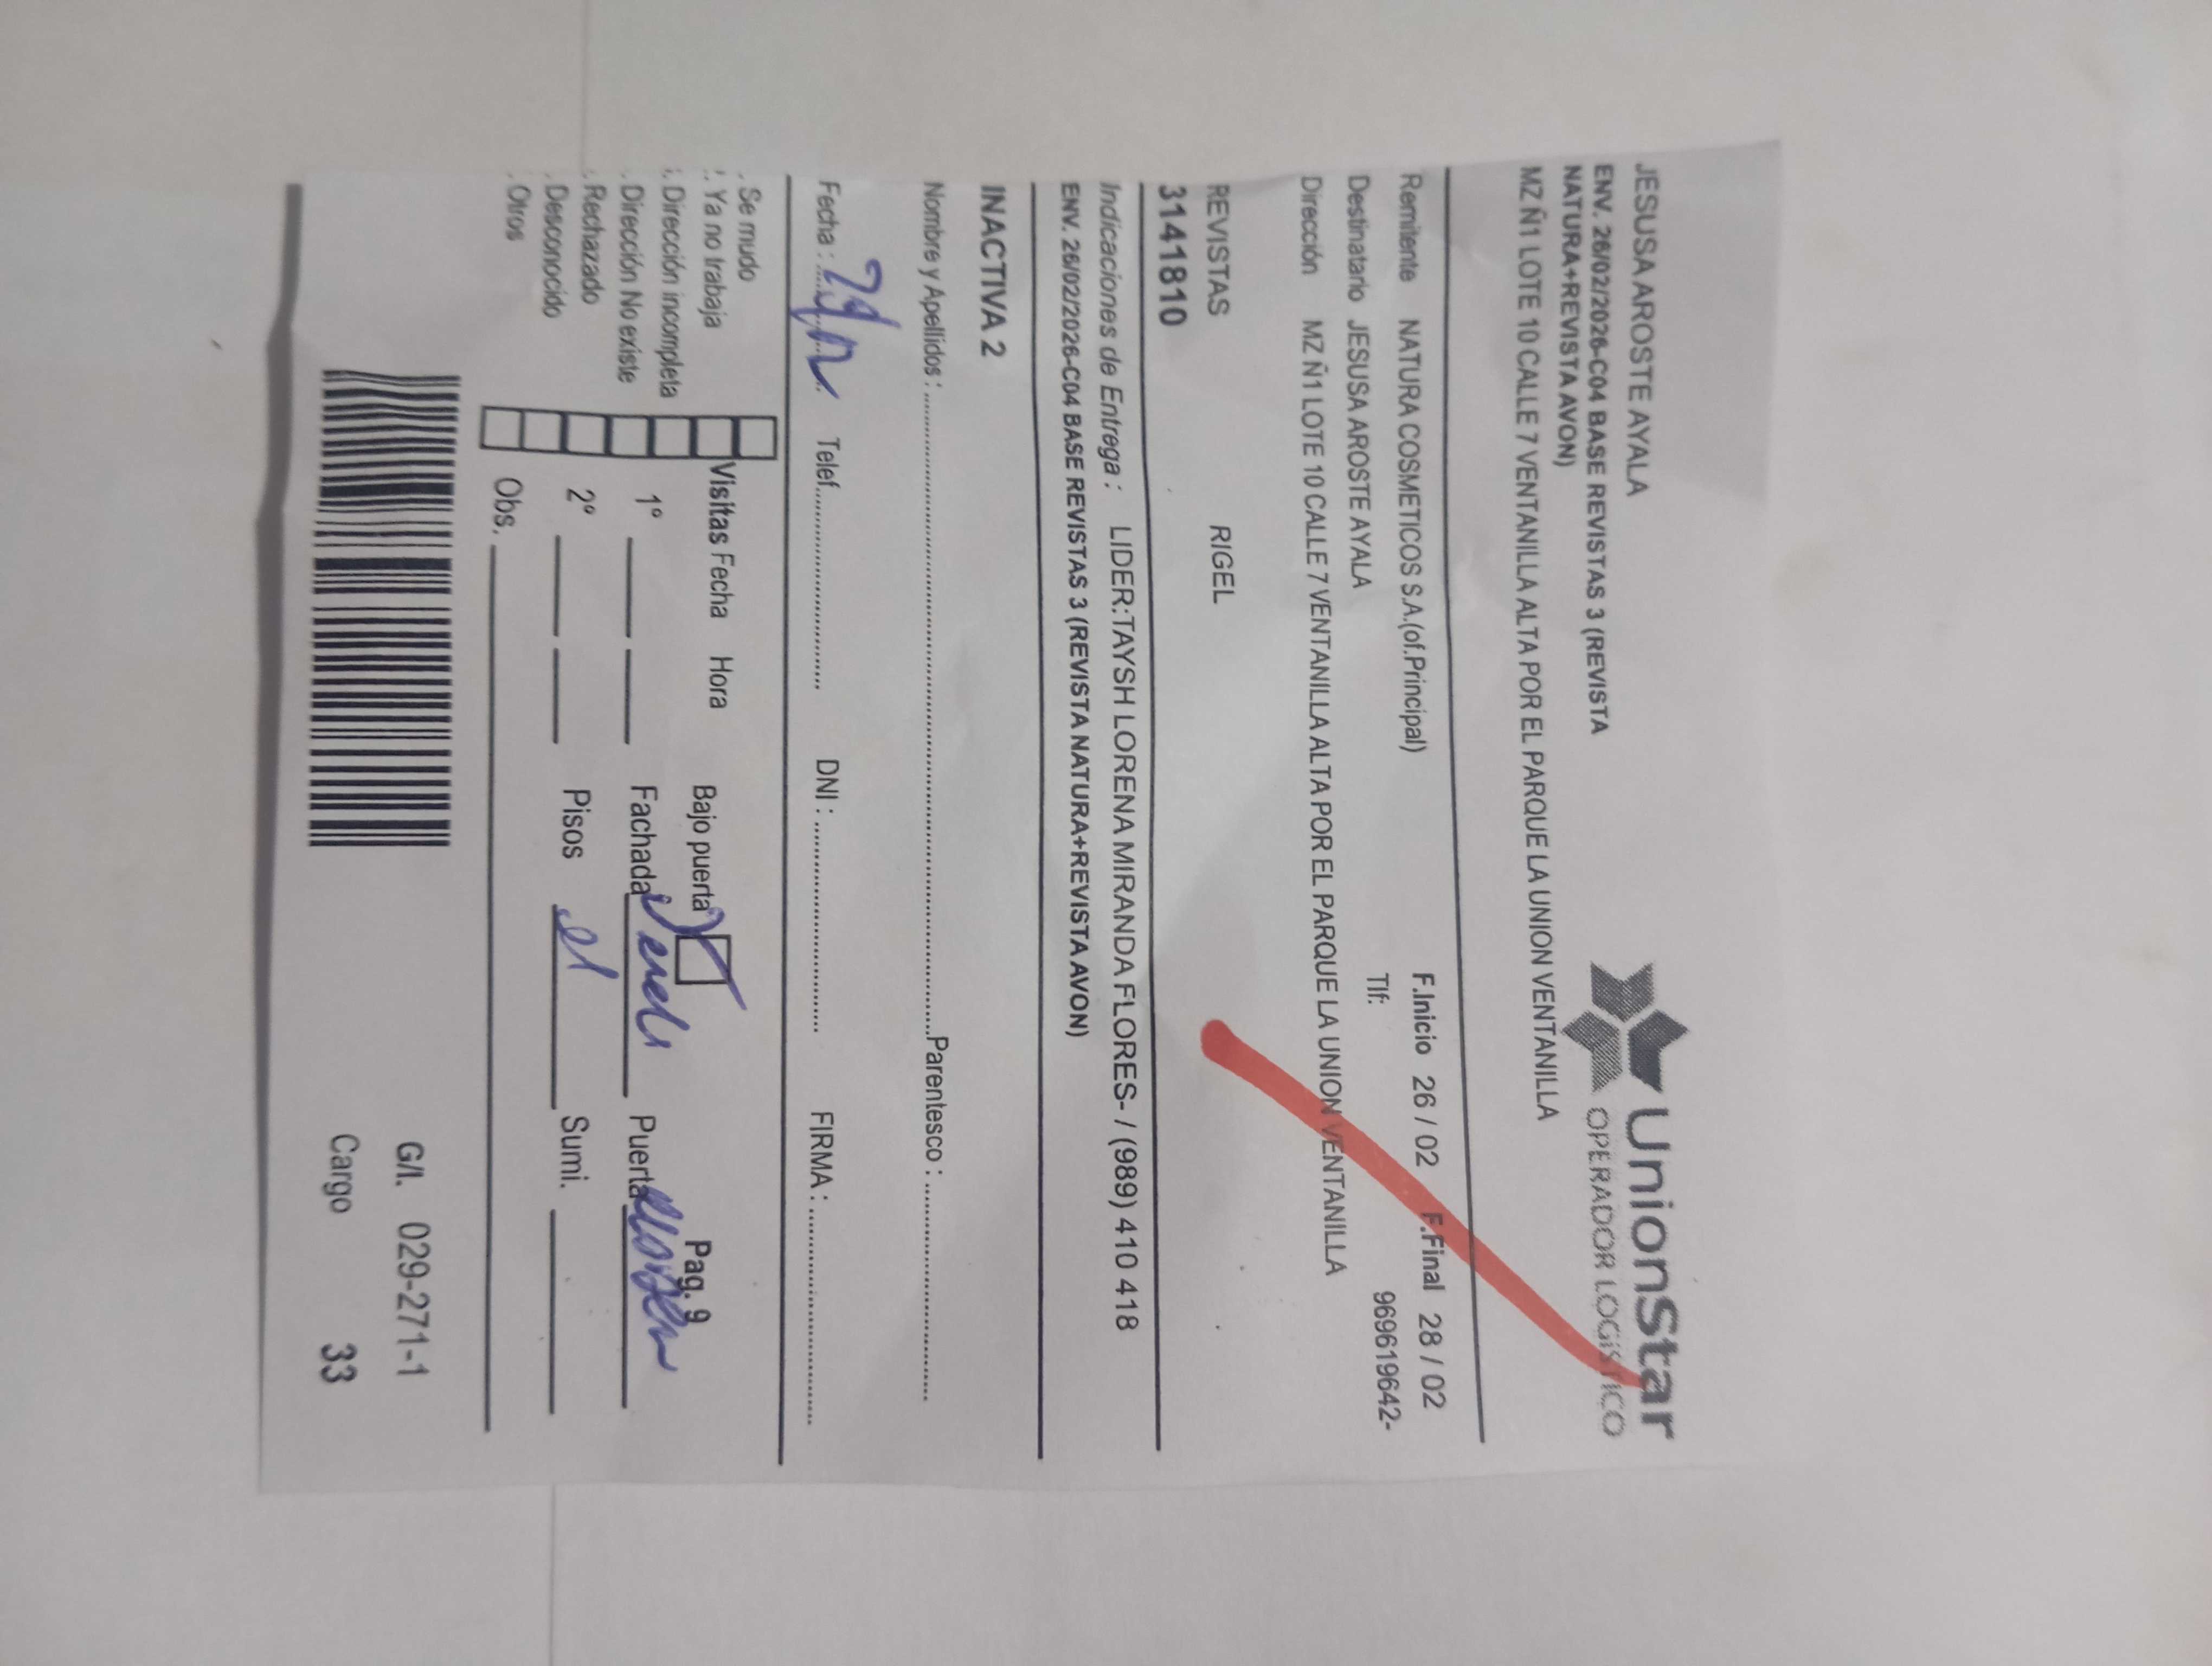 JESUSA AROSTE AYALA
UnionStar
OPERADOR LOGISTICO
ENV. 26/02/2026-C04 BASE REVISTAS 3 (REVISTA
NATURA+REVISTA AVON)
MZ Ñ1 LOTE 10 CALLE 7 VENTANILLA ALTA POR EL PARQUE LA UNION VENTANILLA
Remitente NATURA COSMETICOS S.A.(of.Principal) F.Inicio 26 / 02 F.Final 28 / 02
Destinatario JESUSA AROSTE AYALA Tlf: 969619642-
Dirección MZ Ñ1 LOTE 10 CALLE 7 VENTANILLA ALTA POR EL PARQUE LA UNION VENTANILLA
REVISTAS RIGEL
3141810
Indicaciones de Entrega : LIDER:TAYSH LORENA MIRANDA FLORES- / (989) 410 418
ENV. 26/02/2026-C04 BASE REVISTAS 3 (REVISTA NATURA+REVISTA AVON)
INACTIVA 2
Nombre y Apellidos : Parentesco :
Fecha : Telef. DNI : FIRMA :
. Se mudo
. Ya no trabaja Visitas Fecha Hora Bajo puerta Pag. 9
. Dirección incompleta
. Dirección No existe 1º Fachada Puerta
. Rechazado
. Desconocido 2º Pisos Sumi.
. Otros Obs.
G/I. 029-271-1
Cargo 33